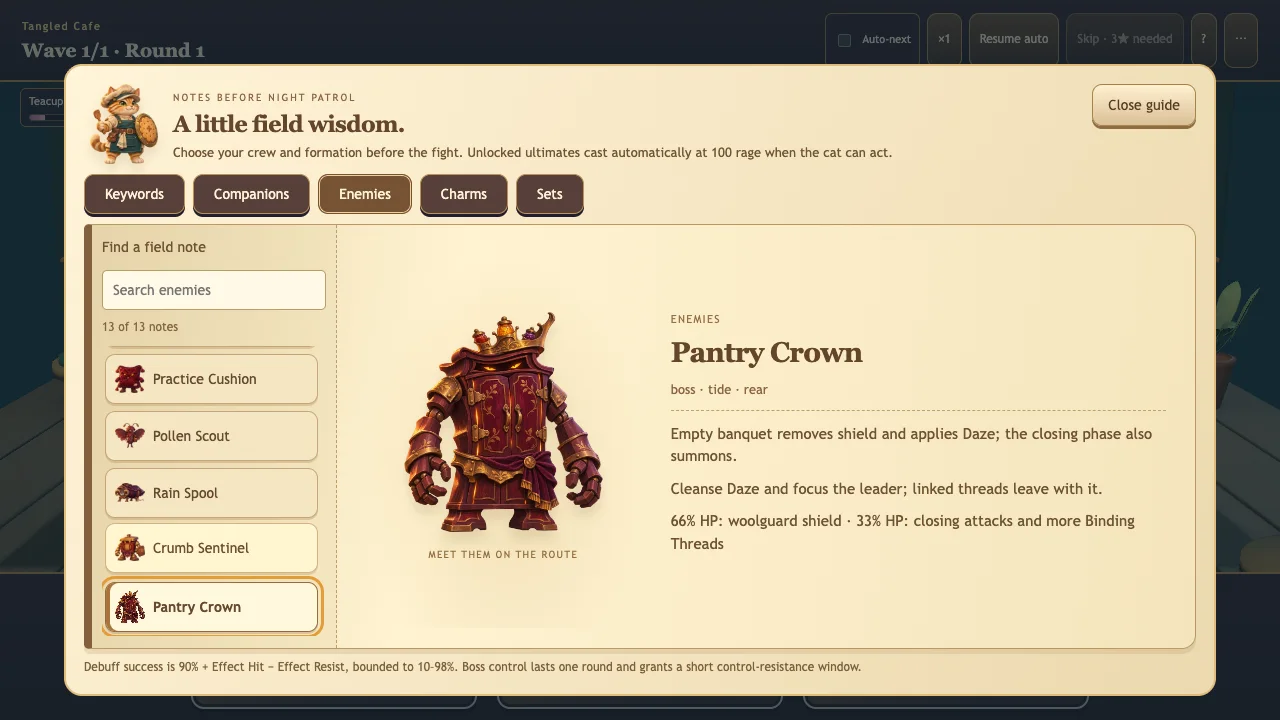 Tangled Cafe
Wave 1/1 · Round 1
Auto-next
×1
Resume auto
Skip · 3★ needed
?
···
Teacup
NOTES BEFORE NIGHT PATROL
A little field wisdom.
Choose your crew and formation before the fight. Unlocked ultimates cast automatically at 100 rage when the cat can act.
Close guide
Keywords
Companions
Enemies
Charms
Sets
Find a field note
Search enemies
13 of 13 notes
Practice Cushion
Pollen Scout
Rain Spool
Crumb Sentinel
Pantry Crown
MEET THEM ON THE ROUTE
ENEMIES
Pantry Crown
boss · tide · rear
Empty banquet removes shield and applies Daze; the closing phase also
summons.
Cleanse Daze and focus the leader; linked threads leave with it.
66% HP: woolguard shield · 33% HP: closing attacks and more Binding
Threads
Debuff success is 90% + Effect Hit − Effect Resist, bounded to 10–98%. Boss control lasts one round and grants a short control-resistance window.